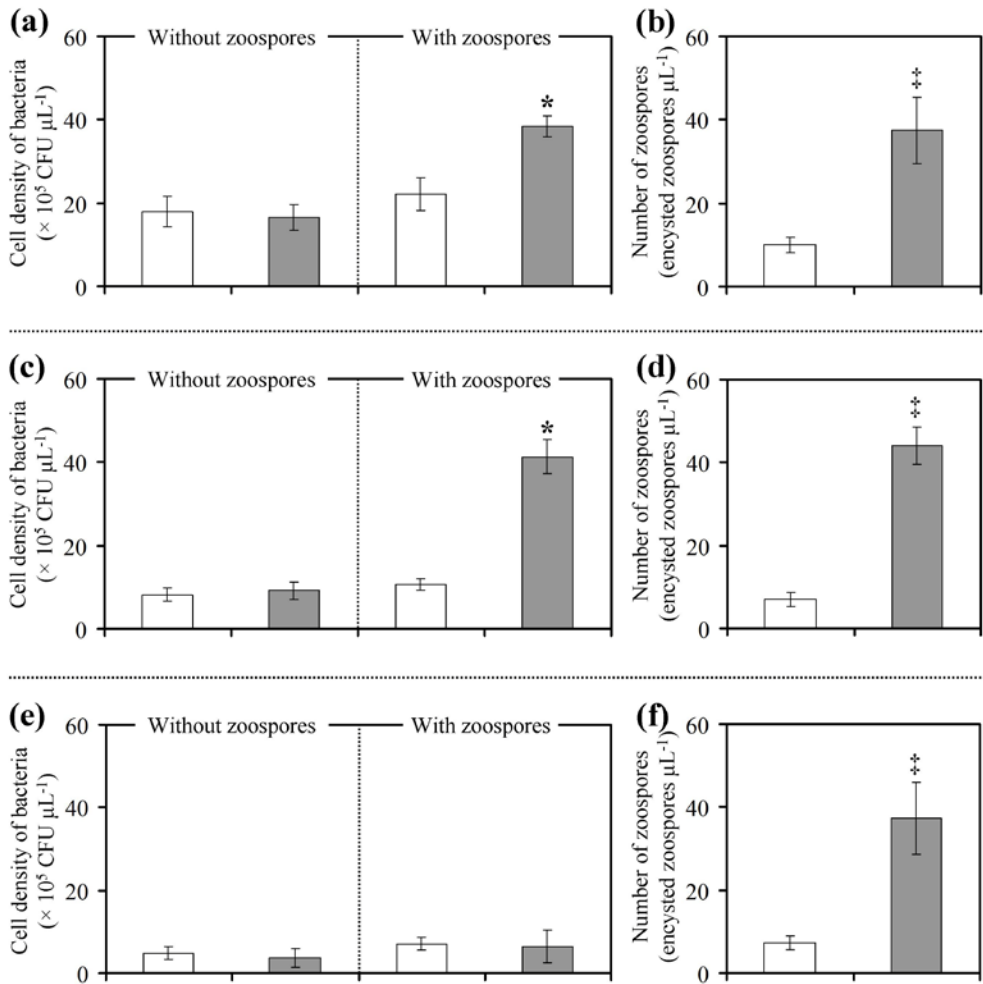 (a)
60
40
20
0
Cell density of bacteria
(× 10⁵ CFU μL⁻¹)
Without zoospores
With zoospores
*
(b)
60
40
20
0
Number of zoospores
(encysted zoospores μL⁻¹)
‡
(c)
60
40
20
0
Cell density of bacteria
(× 10⁵ CFU μL⁻¹)
Without zoospores
With zoospores
*
(d)
60
40
20
0
Number of zoospores
(encysted zoospores μL⁻¹)
‡
(e)
60
40
20
0
Cell density of bacteria
(× 10⁵ CFU μL⁻¹)
Without zoospores
With zoospores
(f)
60
40
20
0
Number of zoospores
(encysted zoospores μL⁻¹)
‡